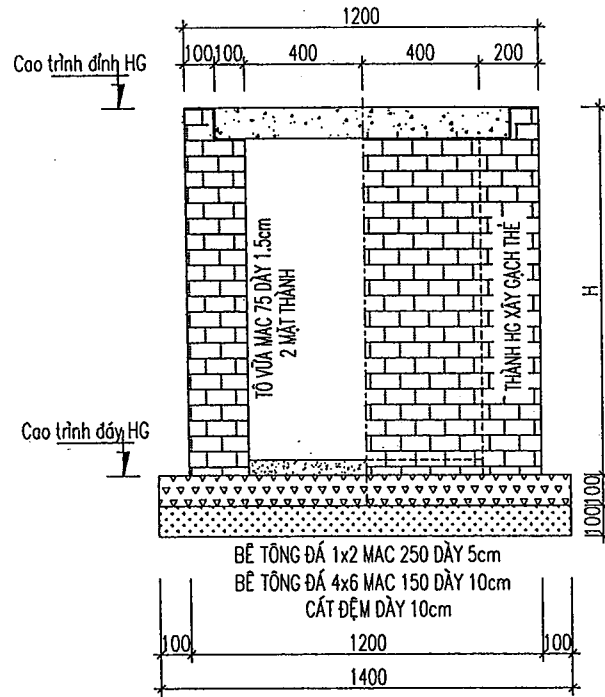 1200
100 100 400 400 200
Cao trình đỉnh HG
TÔ VỮA MAC 75 DÀY 1.5cm
2 MẶT THÀNH
THÀNH HG XÂY GẠCH THẺ
H
Cao trình đáy HG
100 100
BÊ TÔNG ĐÁ 1x2 MAC 250 DÀY 5cm
BÊ TÔNG ĐÁ 4x6 MAC 150 DÀY 10cm
CÁT ĐỆM DÀY 10cm
100 1200 100
1400